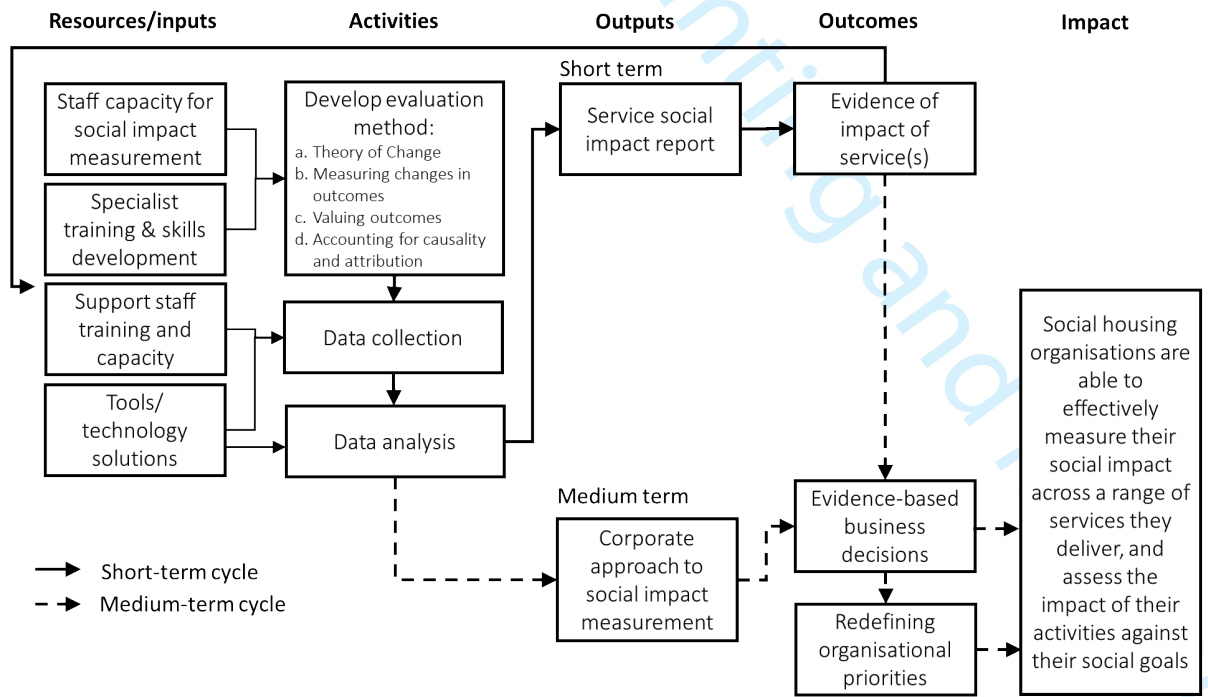 Resources/inputs
Activities
Outputs
Outcomes
Impact
Staff capacity for
social impact
measurement
Specialist
training & skills
development
Support staff
training and
capacity
Tools/
technology
solutions
Develop evaluation
method:
a. Theory of Change
b. Measuring changes in
outcomes
c. Valuing outcomes
d. Accounting for causality
and attribution
Data collection
Data analysis
Short term
Service social
impact report
Medium term
Corporate
approach to
social impact
measurement
Evidence of
impact of
service(s)
Evidence-based
business
decisions
Redefining
organisational
priorities
Social housing
organisations are
able to
effectively
measure their
social impact
across a range of
services they
deliver, and
assess the
impact of their
activities against
their social goals
Short-term cycle
Medium-term cycle
and